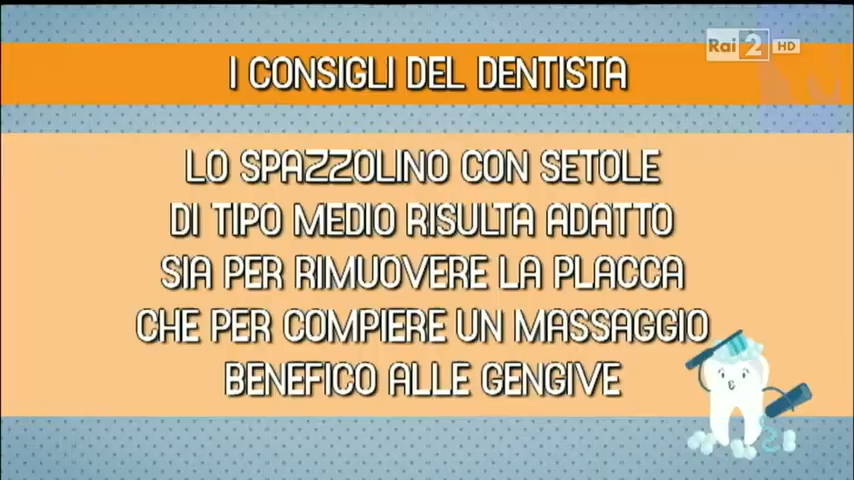 Rai 2 HD
I CONSIGLI DEL DENTISTA
LO SPAZZOLINO CON SETOLE
DI TIPO MEDIO RISULTA ADATTO
SIA PER RIMUOVERE LA PLACCA
CHE PER COMPIERE UN MASSAGGIO
BENEFICO ALLE GENGIVE